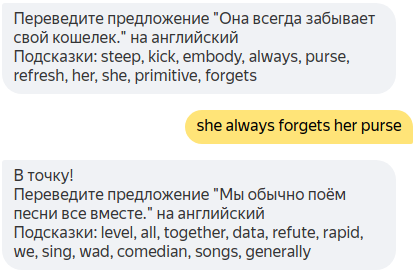 Переведите предложение "Она всегда забывает
свой кошелек." на английский
Подсказки: steep, kick, embody, always, purse,
refresh, her, she, primitive, forgets
she always forgets her purse
В точку!
Переведите предложение "Мы обычно поём
песни все вместе." на английский
Подсказки: level, all, together, data, refute, rapid,
we, sing, wad, comedian, songs, generally